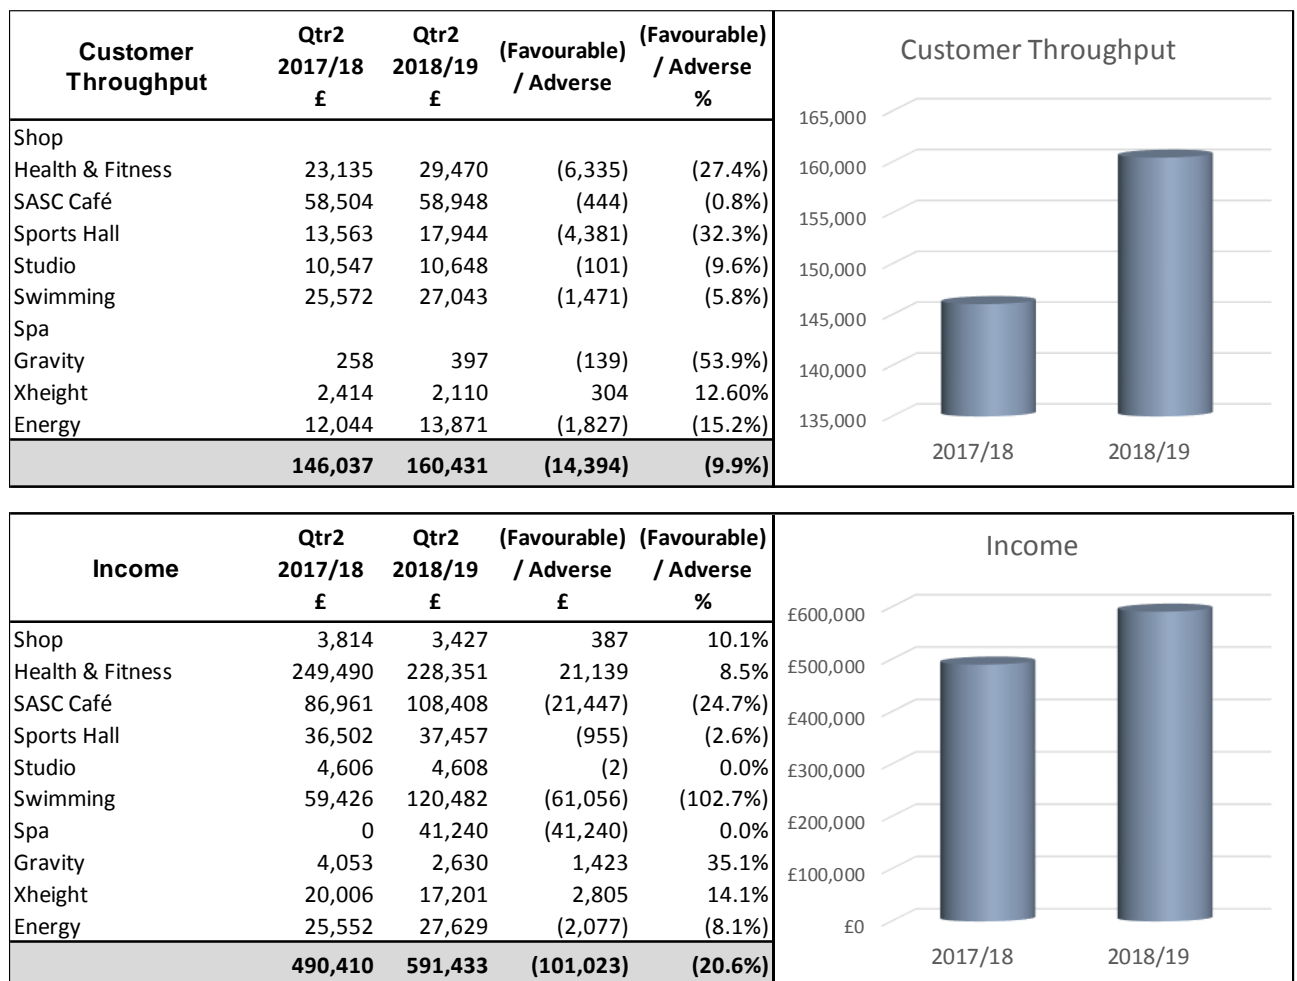 Customer Throughput Qtr2 2017/18 £ Qtr2 2018/19 £ (Favourable) / Adverse (Favourable) / Adverse %
Shop
Health & Fitness 23,135 29,470 (6,335) (27.4%)
SASC Café 58,504 58,948 (444) (0.8%)
Sports Hall 13,563 17,944 (4,381) (32.3%)
Studio 10,547 10,648 (101) (9.6%)
Swimming 25,572 27,043 (1,471) (5.8%)
Spa
Gravity 258 397 (139) (53.9%)
Xheight 2,414 2,110 304 12.60%
Energy 12,044 13,871 (1,827) (15.2%)
146,037 160,431 (14,394) (9.9%)
Customer Throughput
165,000
160,000
155,000
150,000
145,000
140,000
135,000
2017/18 2018/19
Income Qtr2 2017/18 £ Qtr2 2018/19 £ (Favourable) / Adverse £ (Favourable) / Adverse %
Shop 3,814 3,427 387 10.1%
Health & Fitness 249,490 228,351 21,139 8.5%
SASC Café 86,961 108,408 (21,447) (24.7%)
Sports Hall 36,502 37,457 (955) (2.6%)
Studio 4,606 4,608 (2) 0.0%
Swimming 59,426 120,482 (61,056) (102.7%)
Spa 0 41,240 (41,240) 0.0%
Gravity 4,053 2,630 1,423 35.1%
Xheight 20,006 17,201 2,805 14.1%
Energy 25,552 27,629 (2,077) (8.1%)
490,410 591,433 (101,023) (20.6%)
Income
£600,000
£500,000
£400,000
£300,000
£200,000
£100,000
£0
2017/18 2018/19